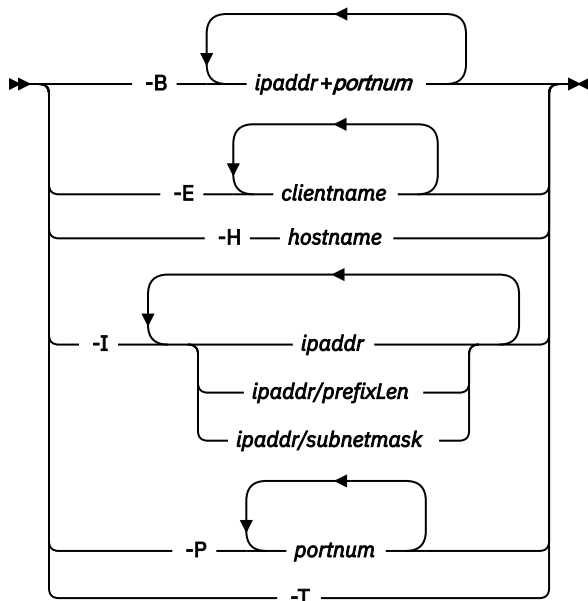 -B ipaddr+portnum
-E clientname
-H hostname
-I ipaddr
ipaddr/prefixLen
ipaddr/subnetmask
-P portnum
-T